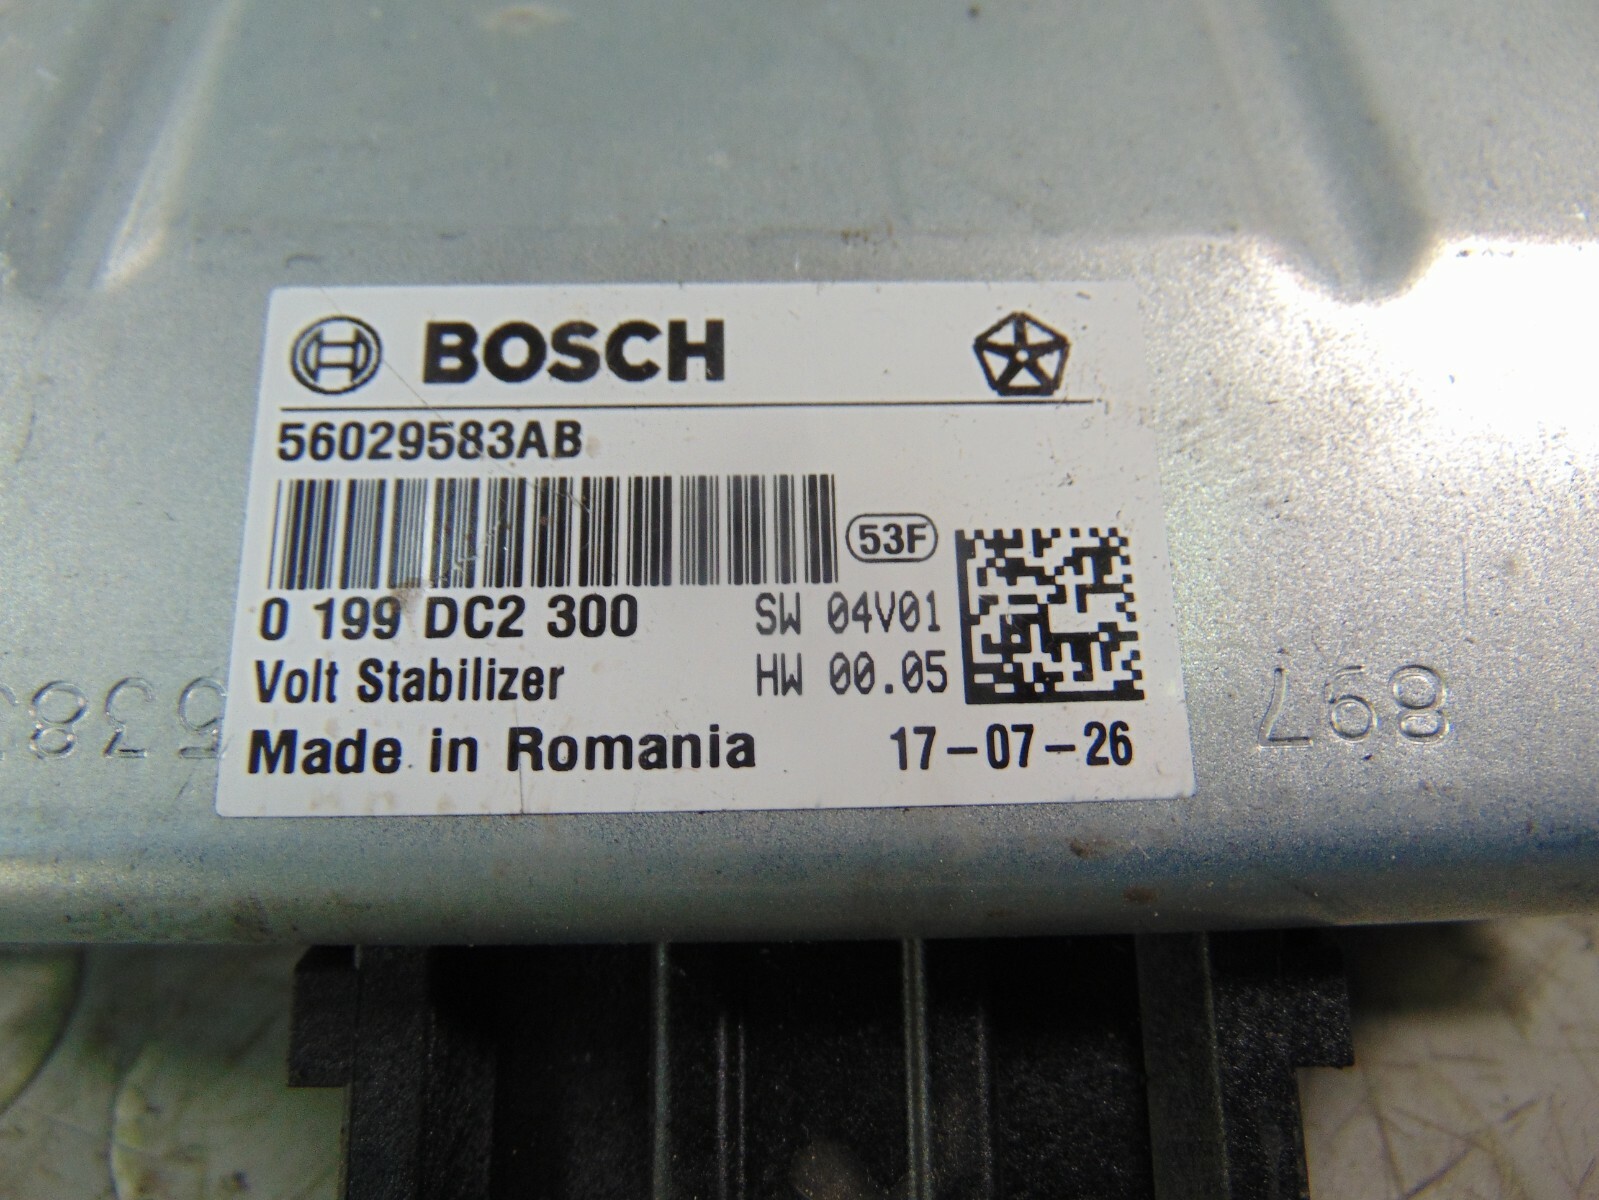 BOSCH
56029583AB
53F
0 199 DC2 300 SW 04V01
Volt Stabilizer HW 00.05
Made in Romania 17-07-26
897